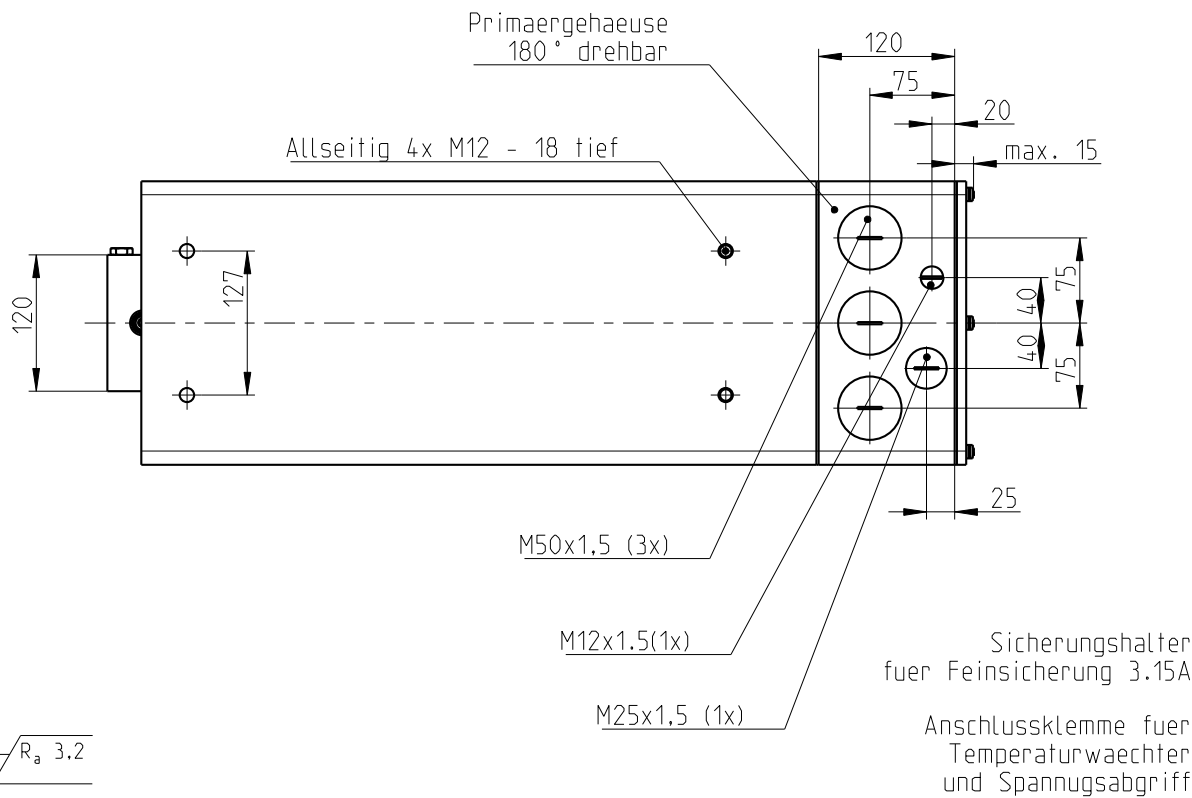 Primaergehaeuse
180° drehbar
120
75
20
Allseitig 4x M12 - 18 tief
max. 15
120
127
75
40
40
75
25
M50x1,5 (3x)
M12x1.5(1x)
Sicherungshalter
fuer Feinsicherung 3.15A
M25x1,5 (1x)
Anschlussklemme fuer
Temperaturwaechter
und Spannugsabgriff
Ra 3.2